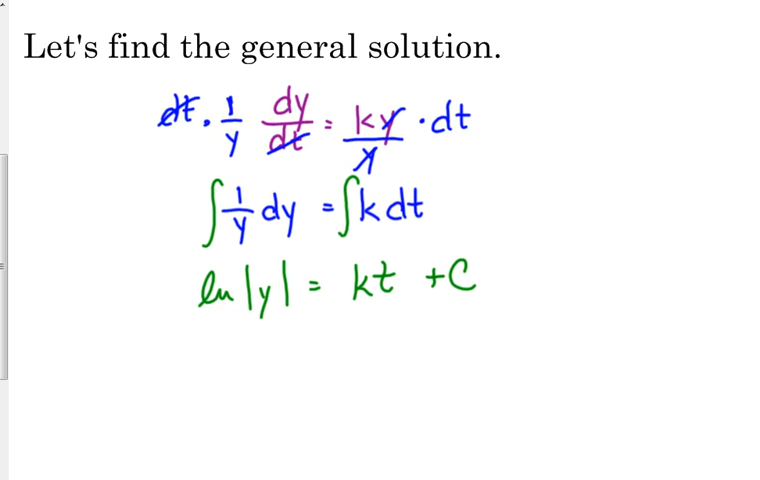 Let's find the general solution.
dt · 1/y dy/dt = ky/y · dt
∫ 1/y dy = ∫ k dt
ln |y| = kt + C